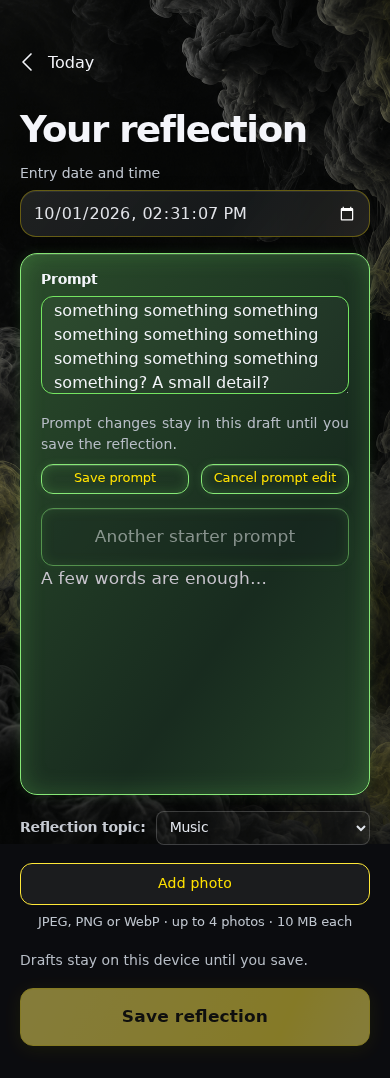 Today
Your reflection
Entry date and time
10/01/2026, 02:31:07 PM
Prompt
something something something
something something something
something something something
something? A small detail?
Prompt changes stay in this draft until you
save the reflection.
Save prompt
Cancel prompt edit
Another starter prompt
A few words are enough...
Reflection topic:
Music
Add photo
JPEG, PNG or WebP · up to 4 photos · 10 MB each
Drafts stay on this device until you save.
Save reflection